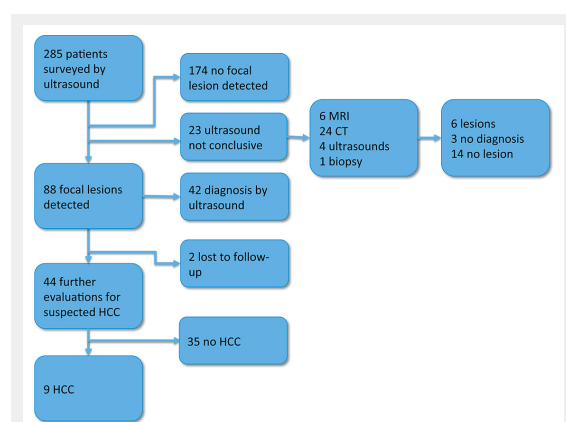 285 patients
surveyed by
ultrasound
174 no focal
lesion detected
23 ultrasound
not conclusive
6 MRI
24 CT
4 ultrasounds
1 biopsy
6 lesions
3 no diagnosis
14 no lesion
88 focal lesions
detected
42 diagnosis by
ultrasound
2 lost to follow-
up
44 further
evaluations for
suspected HCC
35 no HCC
9 HCC